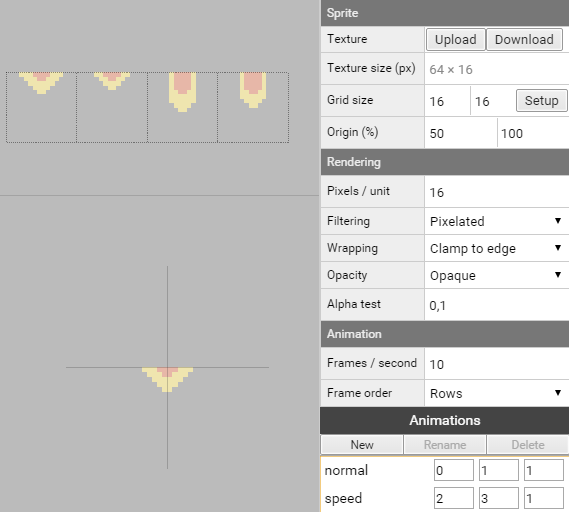 Sprite
Texture Upload Download
Texture size (px) 64 × 16
Grid size 16 16 Setup
Origin (%) 50 100
Rendering
Pixels / unit 16
Filtering Pixelated
Wrapping Clamp to edge
Opacity Opaque
Alpha test 0,1
Animation
Frames / second 10
Frame order Rows
Animations
New Rename Delete
normal 0 1 1
speed 2 3 1